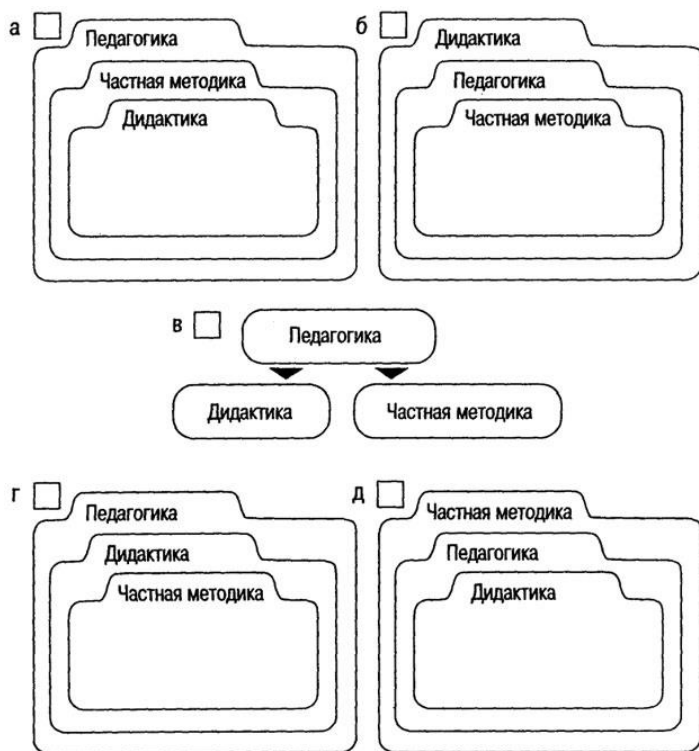 а
Педагогика
Частная методика
Дидактика
б
Дидактика
Педагогика
Частная методика
в
Педагогика
Дидактика
Частная методика
г
Педагогика
Дидактика
Частная методика
д
Частная методика
Педагогика
Дидактика